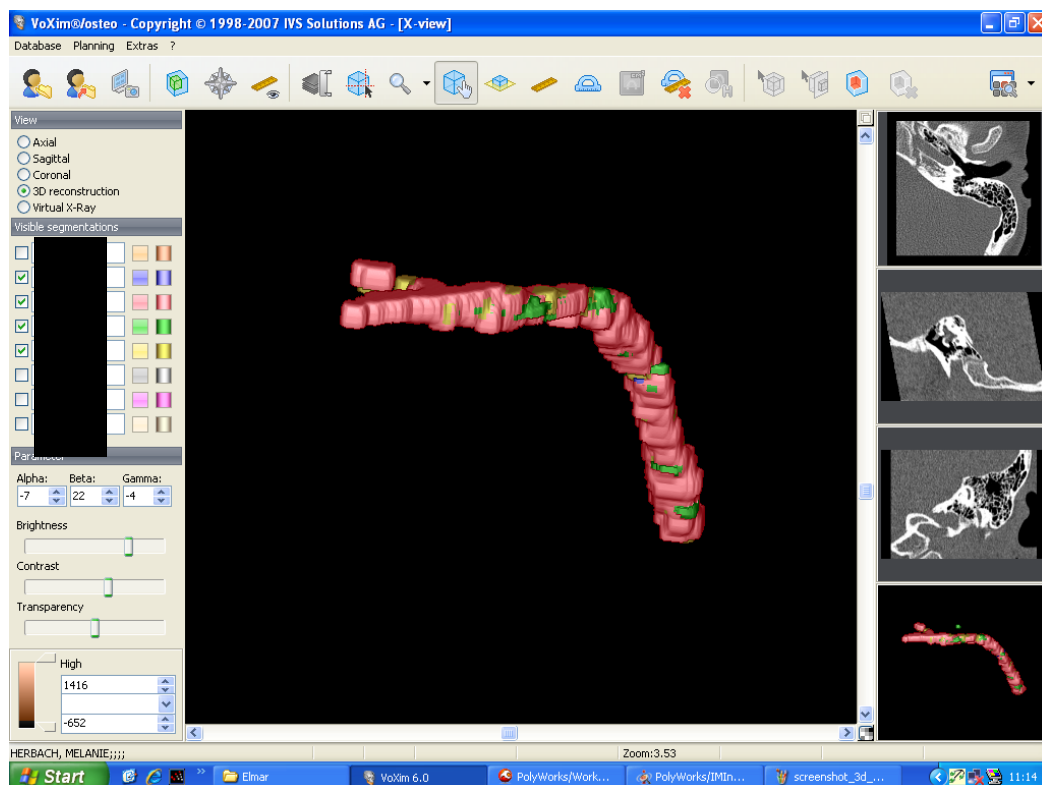 VoXim®/osteo - Copyright © 1998-2007 IVS Solutions AG - [X-view]
Database Planning Extras ?
View
Axial
Sagittal
Coronal
3D reconstruction
Virtual X-Ray
Visible segmentations
Parameter
Alpha: Beta: Gamma:
-7 22 -4
Brightness
Contrast
Transparency
High
1416
-652
HERBACH, MELANIE;;;; Zoom:3.53
Start Elmar VoXim 6.0 PolyWorks/Work... PolyWorks/IMIn... screenshot_3d_... 11:14